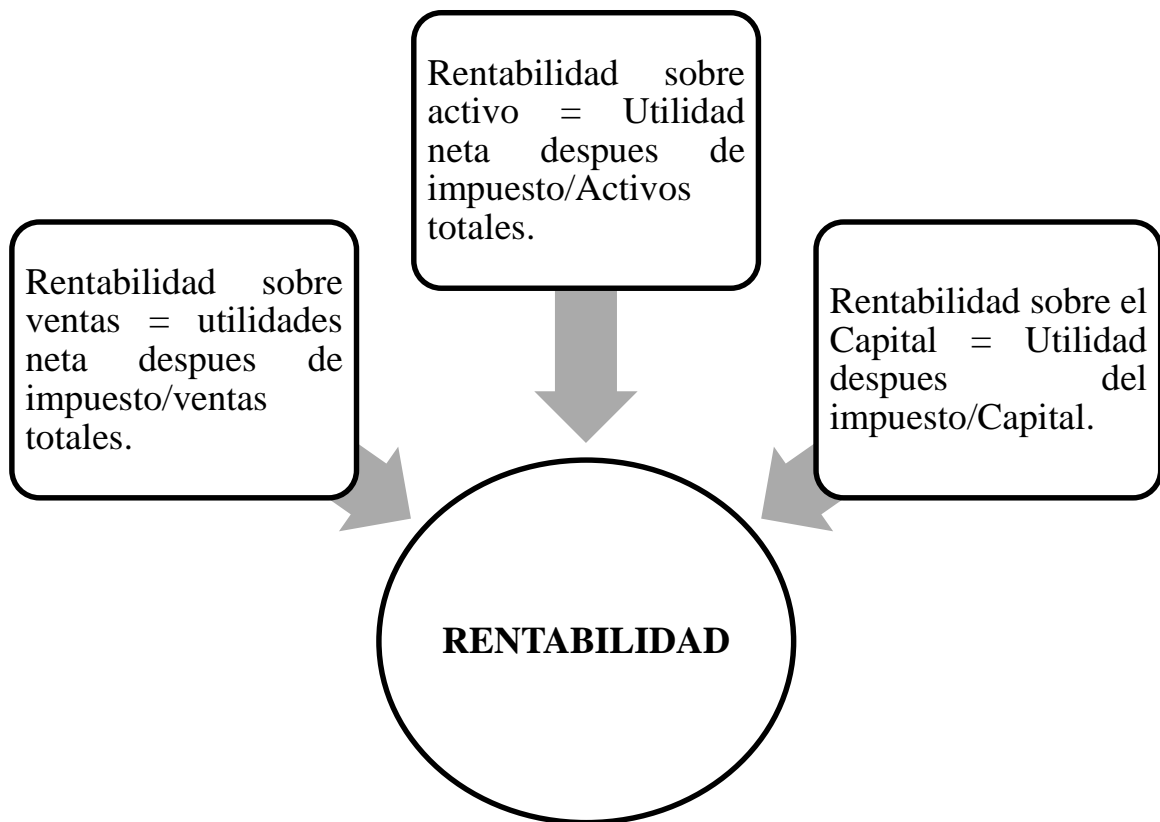 Rentabilidad sobre
ventas = utilidades
neta despues de
impuesto/ventas
totales.
Rentabilidad sobre
activo = Utilidad
neta despues de
impuesto/Activos
totales.
Rentabilidad sobre el
Capital = Utilidad
despues del
impuesto/Capital.
RENTABILIDAD